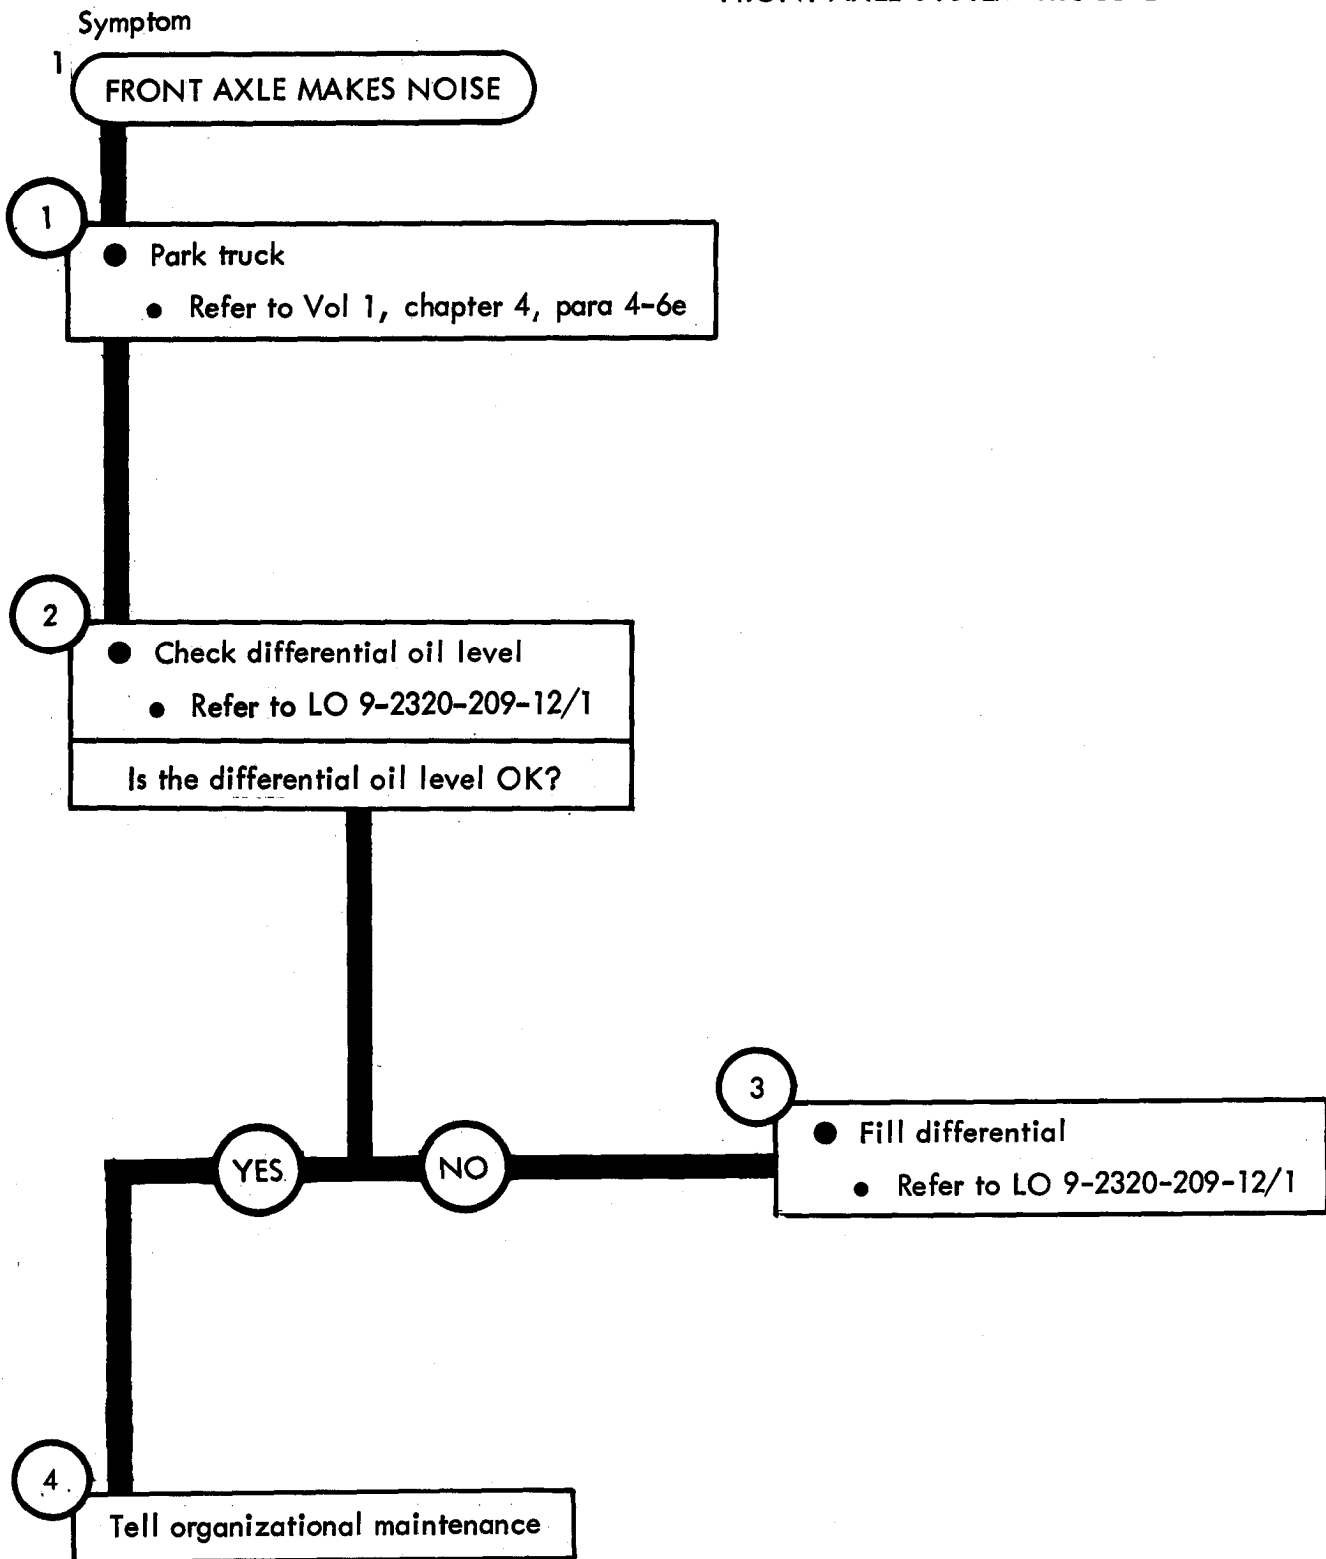 Symptom
1
FRONT AXLE MAKES NOISE
1
● Park truck
● Refer to Vol 1, chapter 4, para 4-6e
2
● Check differential oil level
● Refer to LO 9-2320-209-12/1
Is the differential oil level OK?
YES
NO
3
● Fill differential
● Refer to LO 9-2320-209-12/1
4
Tell organizational maintenance